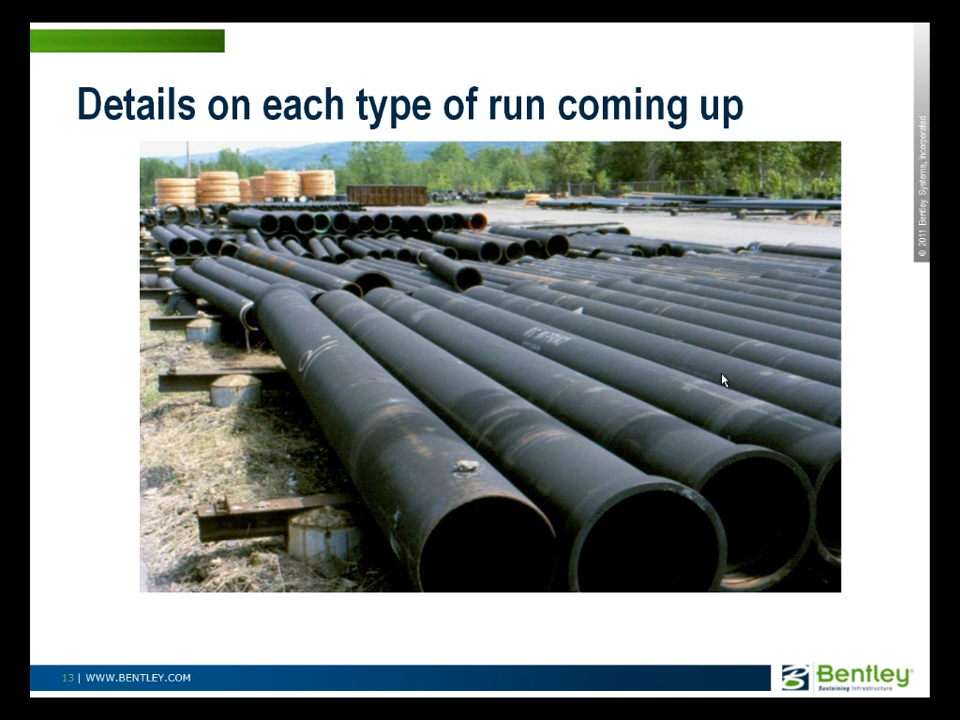 Details on each type of run coming up
© 2011 Bentley Systems, Incorporated
13 | WWW.BENTLEY.COM
Bentley®
Sustaining Infrastructure